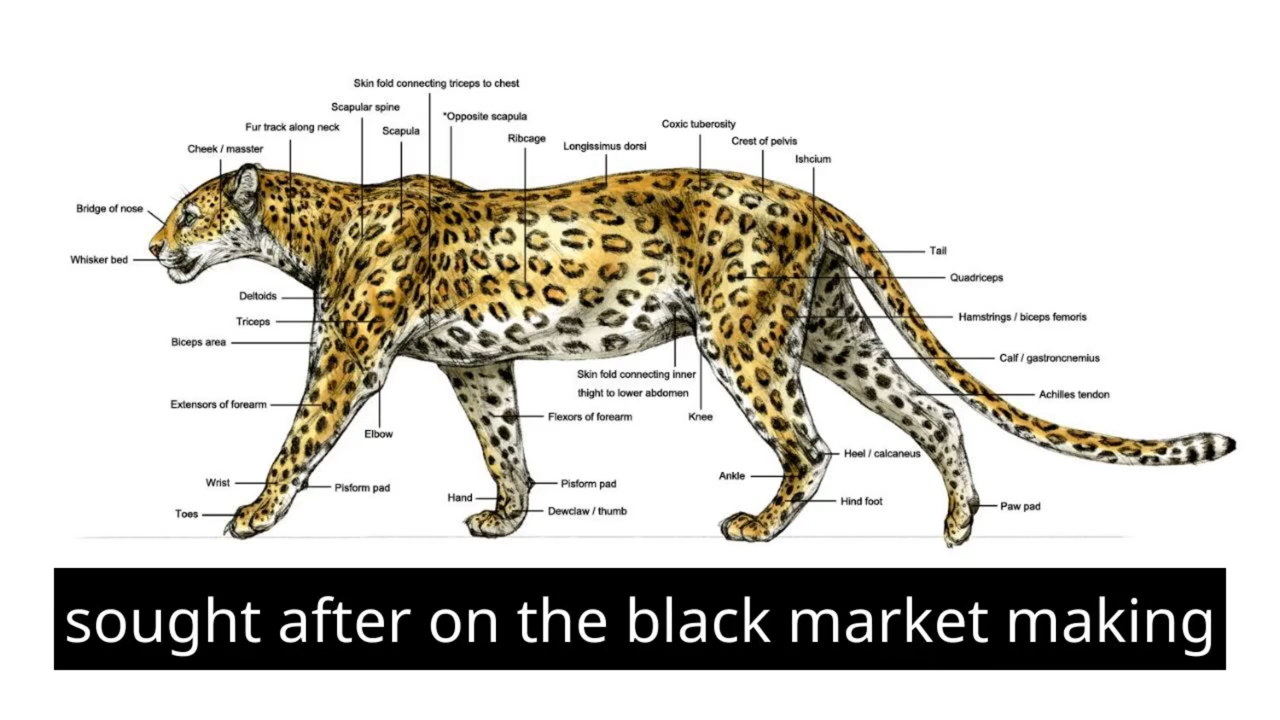 Skin fold connecting triceps to chest
Scapular spine
*Opposite scapula
Fur track along neck
Scapula
Coxic tuberosity
Ribcage
Crest of pelvis
Longissimus dorsi
Cheek / masster
Ishcium
Bridge of nose
Whisker bed
Tail
Quadriceps
Deltoids
Hamstrings / biceps femoris
Triceps
Biceps area
Calf / gastroncnemius
Skin fold connecting inner
thigh to lower abdomen
Achilles tendon
Extensors of forearm
Flexors of forearm
Knee
Elbow
Heel / calcaneus
Ankle
Wrist
Pisform pad
Pisform pad
Hand
Hind foot
Toes
Dewclaw / thumb
Paw pad
sought after on the black market making